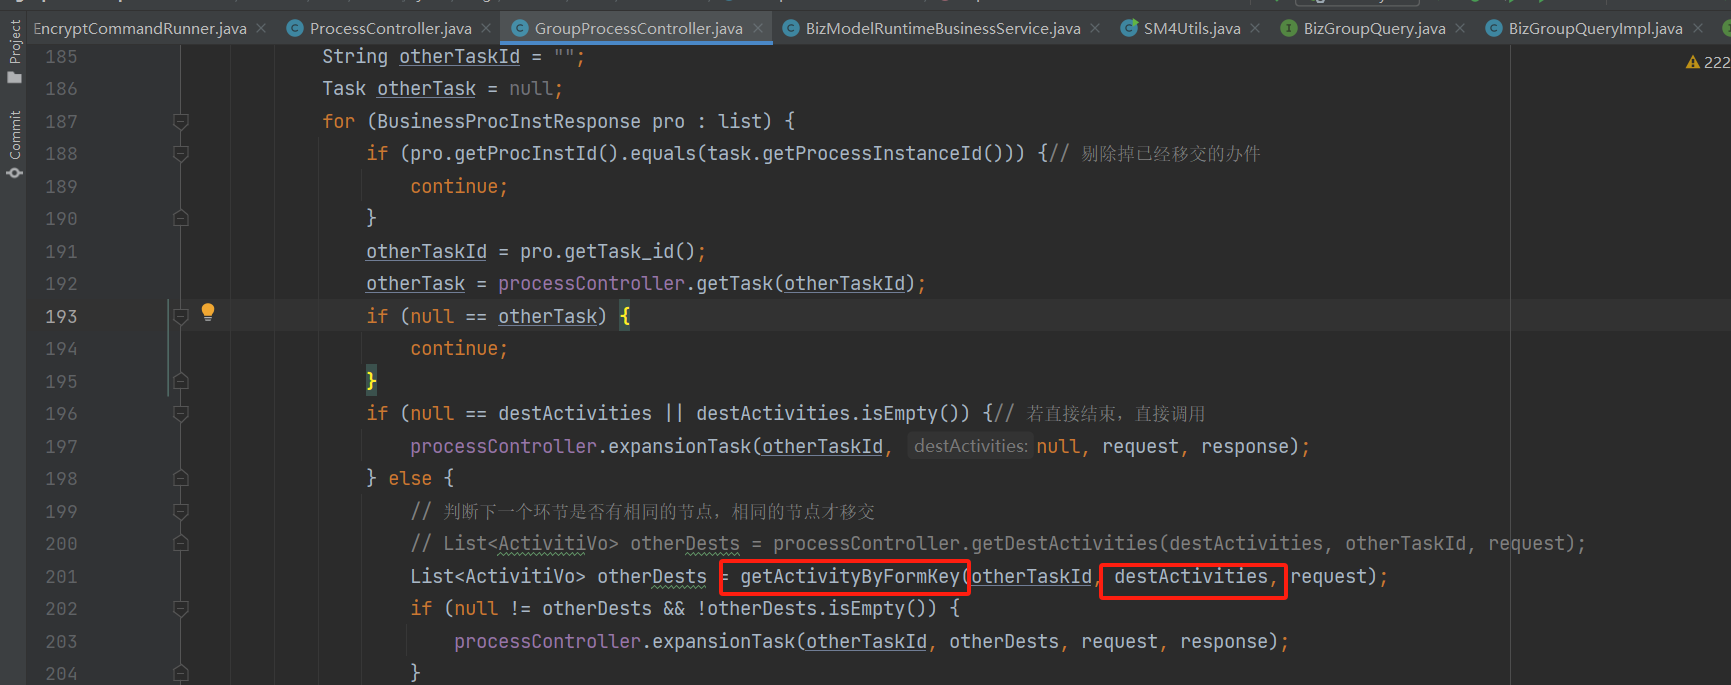 EncryptCommandRunner.java ProcessController.java GroupProcessController.java BizModelRuntimeBusinessService.java SM4Utils.java BizGroupQuery.java BizGroupQueryImpl.java
Project
Commit
222
185 String otherTaskId = "";
186 Task otherTask = null;
187 for (BusinessProcInstResponse pro : list) {
188 if (pro.getProcInstId().equals(task.getProcessInstanceId())) {// 剔除掉已经移交的办件
189 continue;
190 }
191 otherTaskId = pro.getTask_id();
192 otherTask = processController.getTask(otherTaskId);
193 if (null == otherTask) {
194 continue;
195 }
196 if (null == destActivities || destActivities.isEmpty()) {// 若直接结束，直接调用
197 processController.expansionTask(otherTaskId, destActivities: null, request, response);
198 } else {
199 // 判断下一个环节是否有相同的节点，相同的节点才移交
200 // List<ActivitiVo> otherDests = processController.getDestActivities(destActivities, otherTaskId, request);
201 List<ActivitiVo> otherDests = getActivityByFormKey(otherTaskId, destActivities, request);
202 if (null != otherDests && !otherDests.isEmpty()) {
203 processController.expansionTask(otherTaskId, otherDests, request, response);
204 }